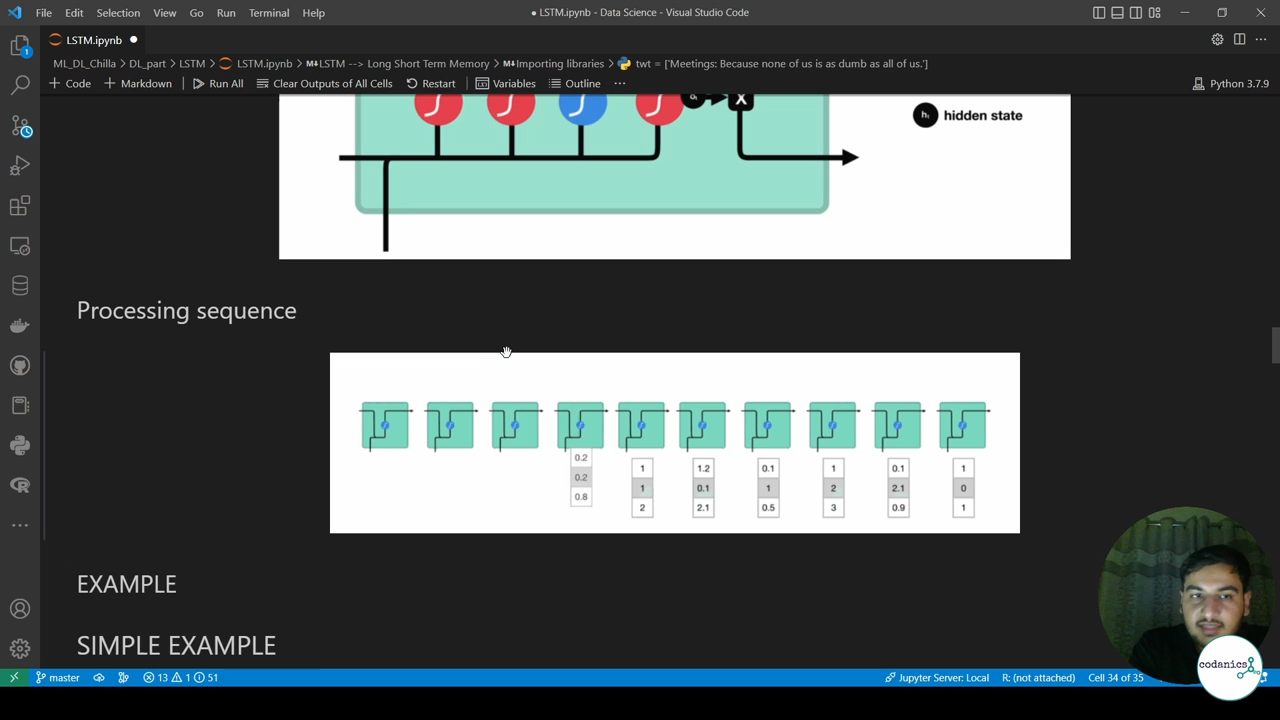 File Edit Selection View Go Run Terminal Help
● LSTM.ipynb - Data Science - Visual Studio Code
LSTM.ipynb ●
ML_DL_Chilla > DL_part > LSTM > LSTM.ipynb > M↓LSTM --> Long Short Term Memory > M↓Importing libraries > twt = ['Meetings: Because none of us is as dumb as all of us.']
+ Code + Markdown Run All Clear Outputs of All Cells Restart Variables Outline ··· Python 3.7.9
1
X
hₜ hidden state
Processing sequence
0.2 1 1.2 0.1 1 0.1 1
0.2 1 0.1 1 2 2.1 0
0.8 2 2.1 0.5 3 0.9 1
EXAMPLE
SIMPLE EXAMPLE
codanics
master 13 1 51 Jupyter Server: Local R: (not attached) Cell 34 of 35